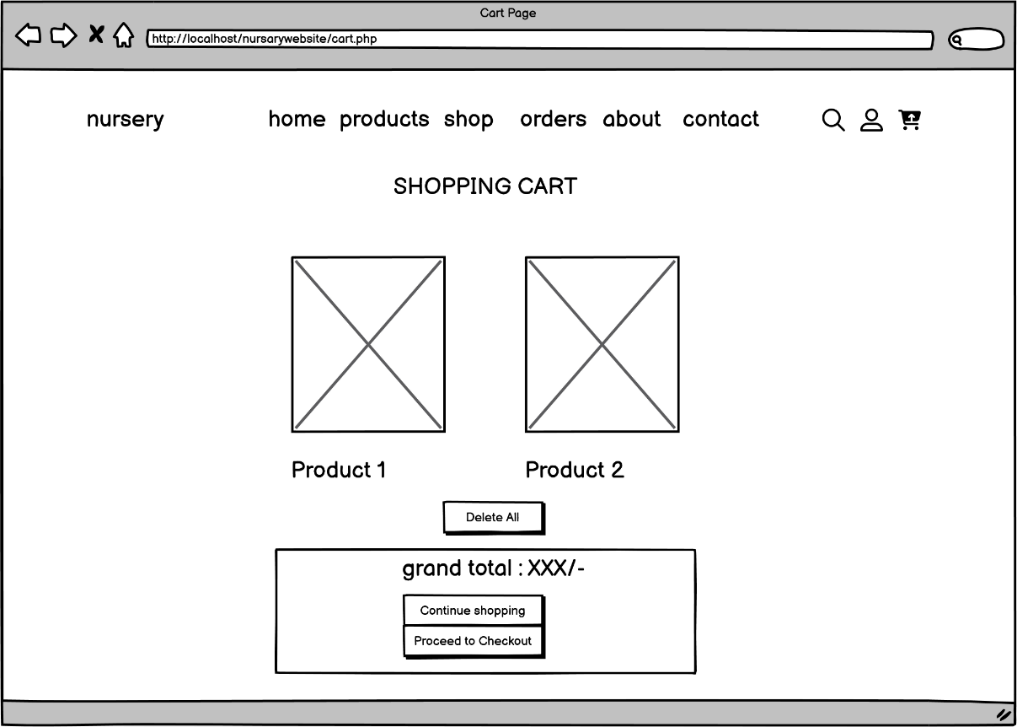 Cart Page
http://localhost/nursarywebsite/cart.php
nursery home products shop orders about contact
SHOPPING CART
Product 1 Product 2
Delete All
grand total : XXX/-
Continue shopping
Proceed to Checkout